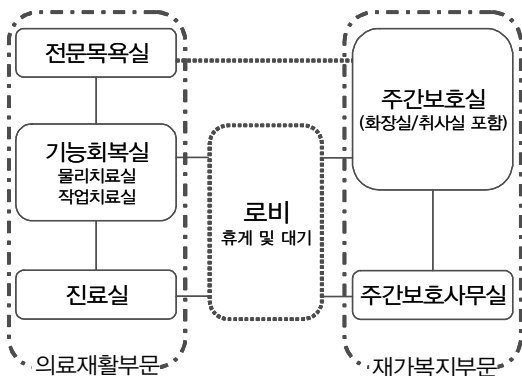 전문목욕실
기능회복실
물리치료실
작업치료실
진료실
의료재활부문
로비
휴게 및 대기
주간보호실
(화장실/취사실 포함)
주간보호사무실
재가복지부문